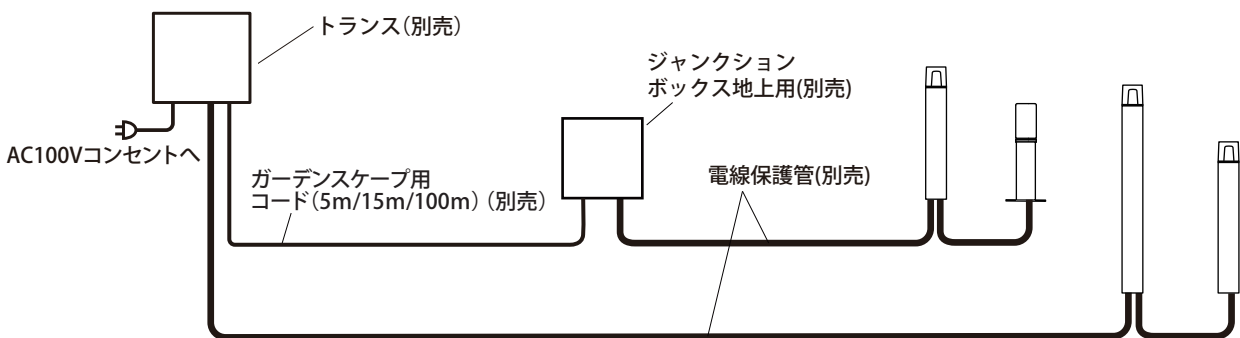 トランス(別売)
ジャンクション
ボックス地上用(別売)
AC100Vコンセントへ
ガーデンスケープ用
コード(5m/15m/100m) (別売)
電線保護管(別売)